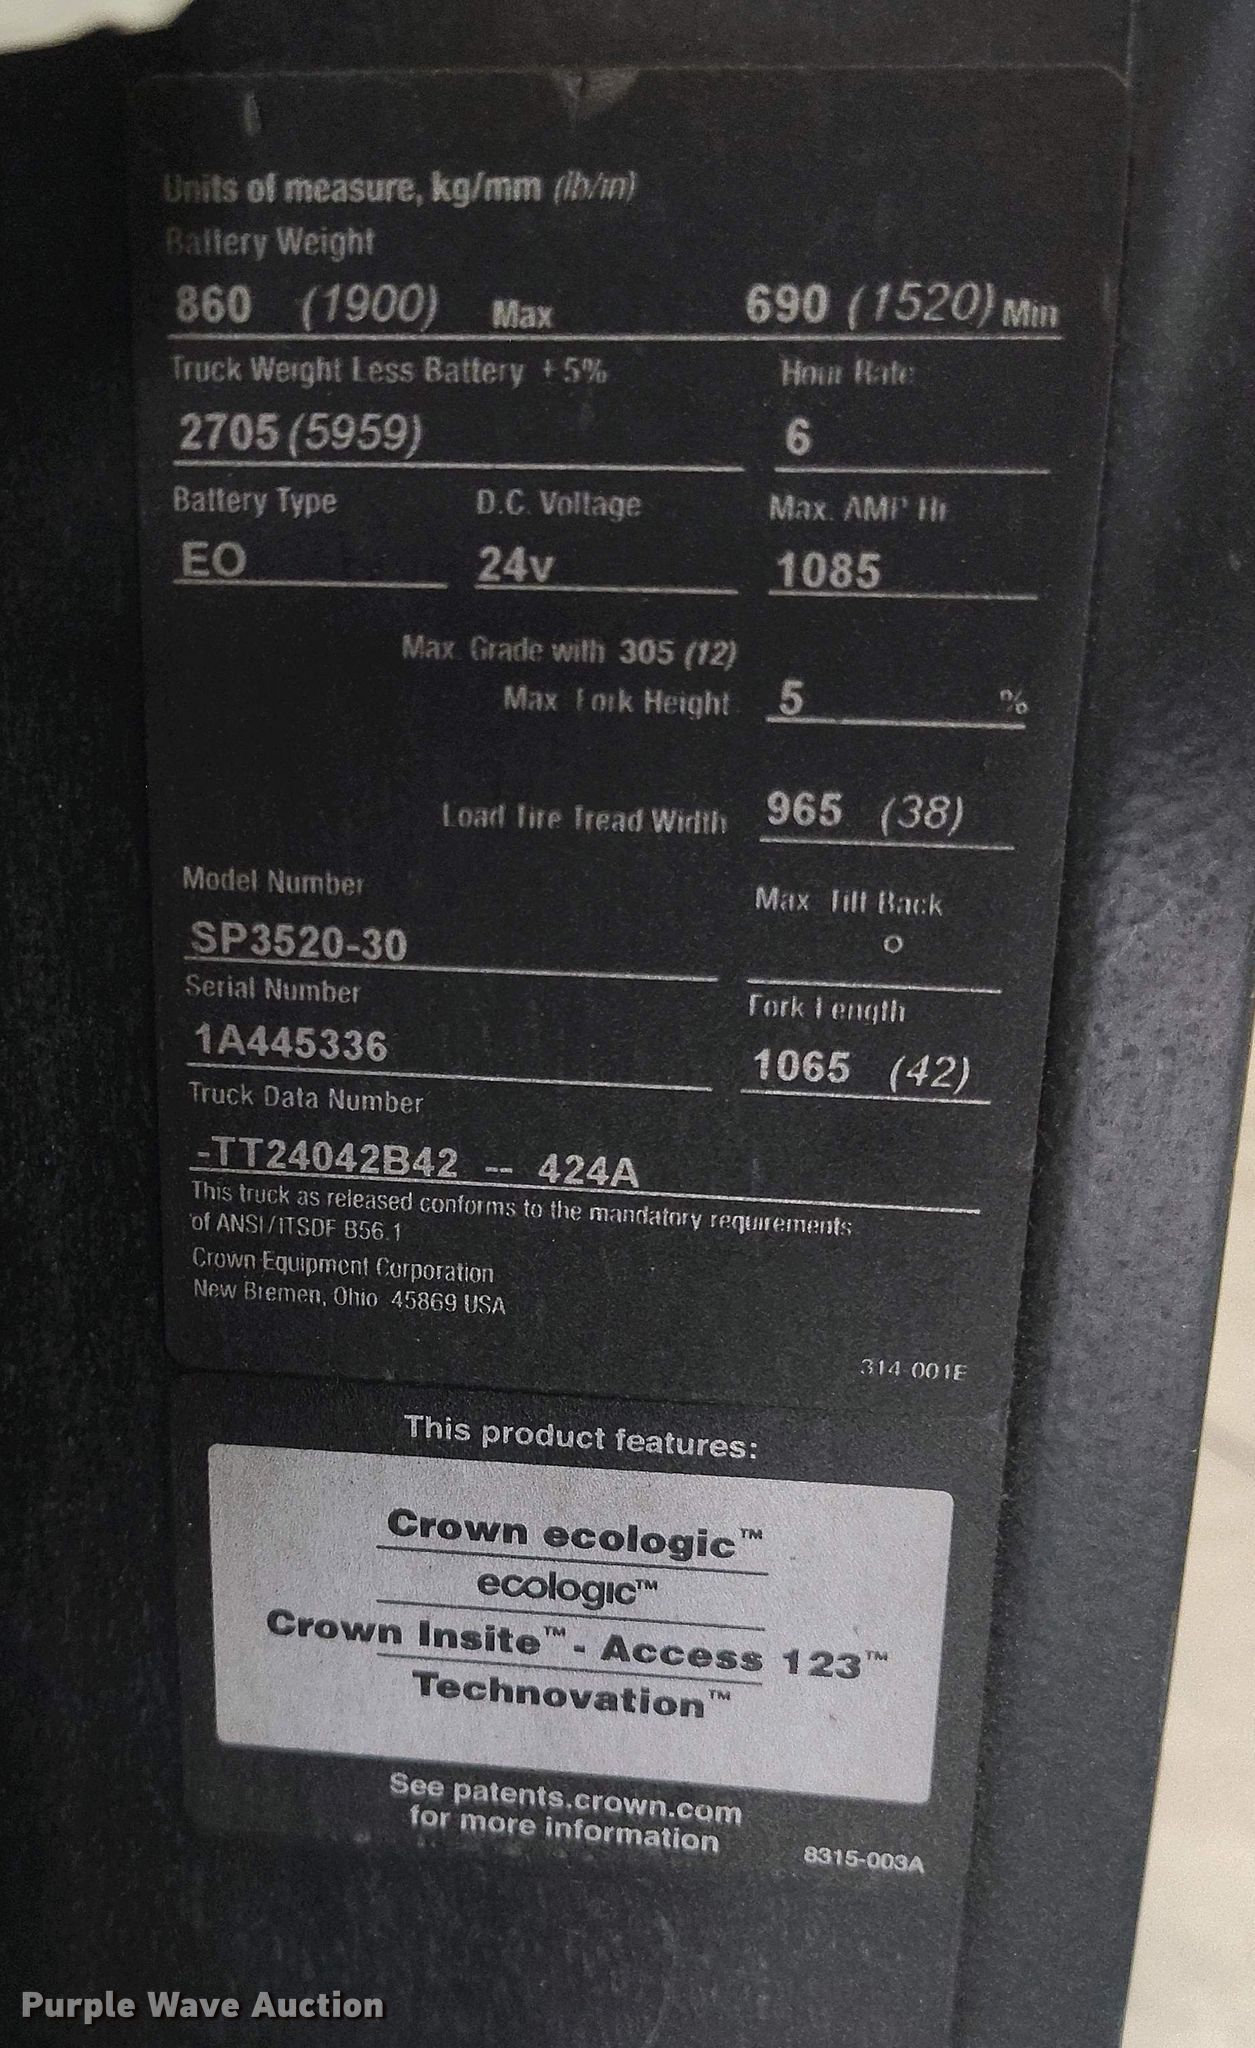 Units of measure, kg/mm (lb/in)
Battery Weight
860 (1900) Max 690 (1520) Min
Truck Weight Less Battery ±5% Hour Rate
2705 (5959) 6
Battery Type D.C. Voltage Max. AMP Hr
EO 24v 1085
Max Grade with 305 (12)
Max Fork Height 5 %
Load Tire Tread Width 965 (38)
Model Number Max Tilt Back
SP3520-30 o
Serial Number Fork Length
1A445336 1065 (42)
Truck Data Number
-TT24042B42 -- 424A
This truck as released conforms to the mandatory requirements
of ANSI/ITSDF B56.1
Crown Equipment Corporation
New Bremen, Ohio 45869 USA
314-001E
This product features:
Crown ecologic™
ecologic™
Crown Insite™ - Access 123™
Technovation™
See patents.crown.com
for more information
8315-003A
Purple Wave Auction